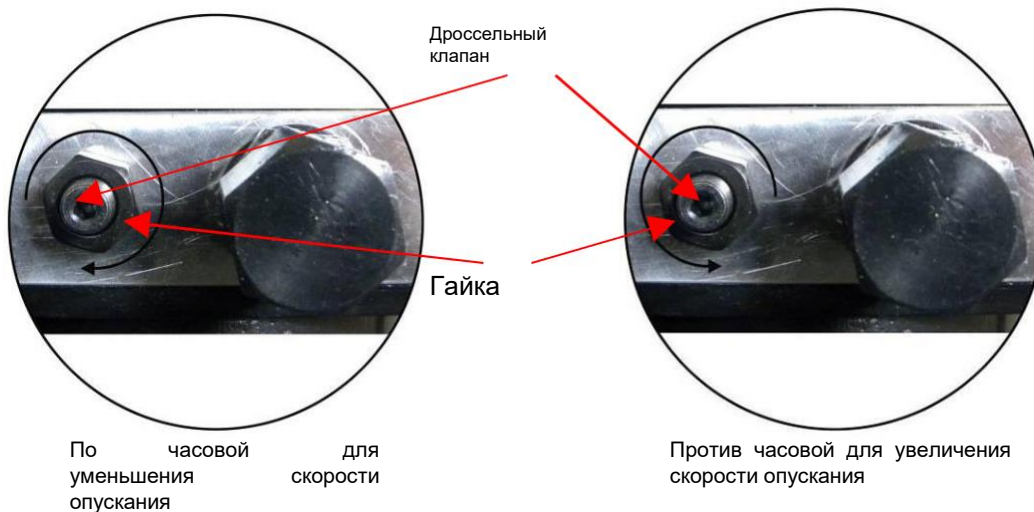 Дроссельный
клапан
Гайка
По часовой для
уменьшения скорости
опускания
Против часовой для увеличения
скорости опускания